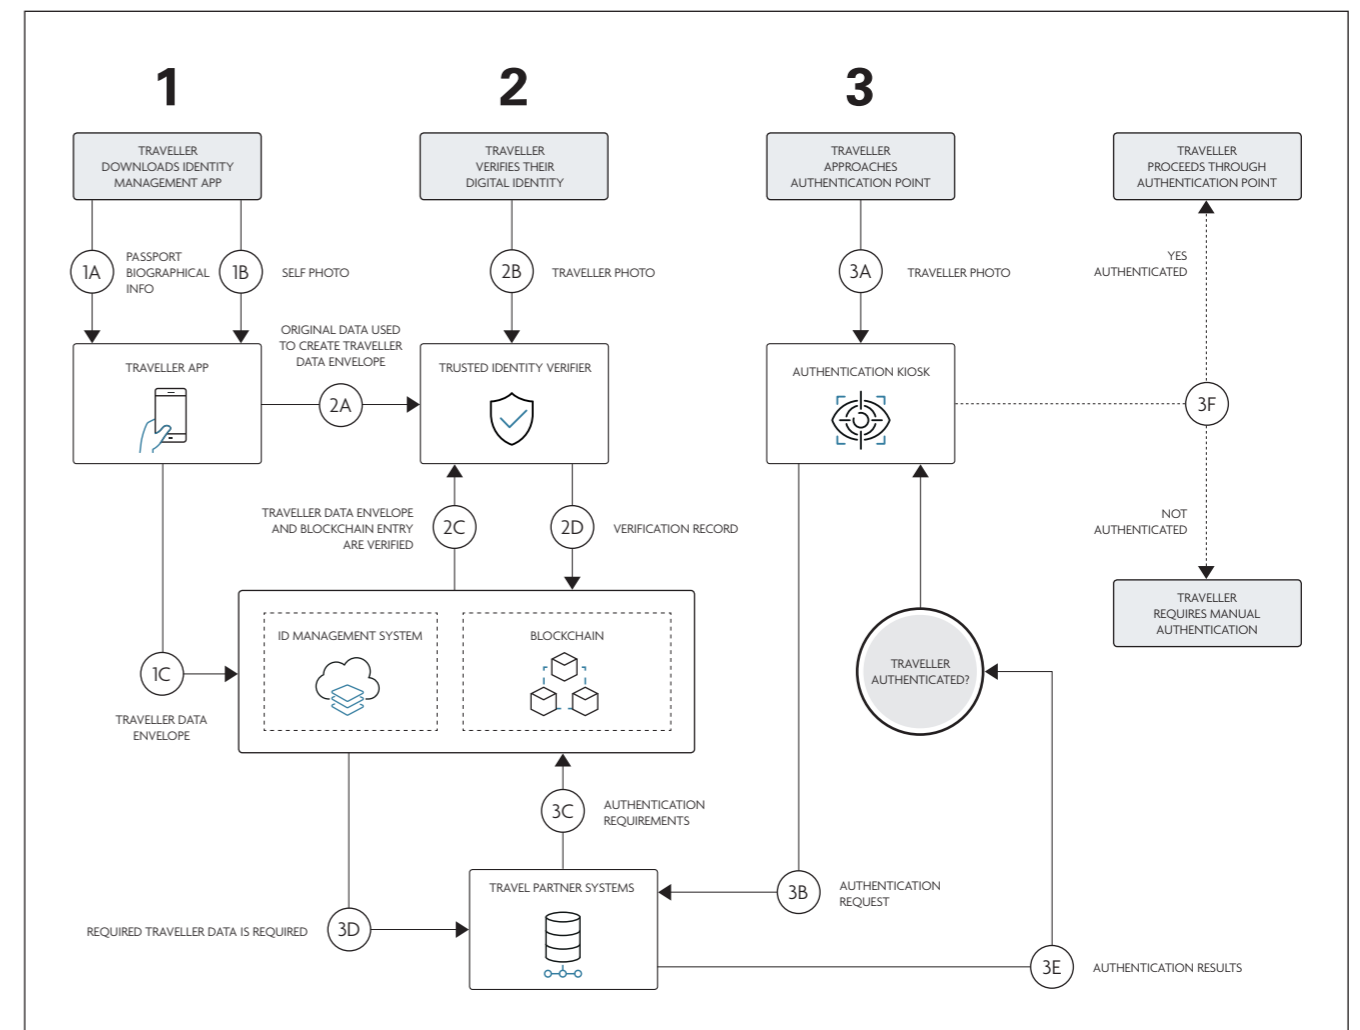 1
2
3
TRAVELLER
DOWNLOADS IDENTITY
MANAGEMENT APP
TRAVELLER
VERIFIES THEIR
DIGITAL IDENTITY
TRAVELLER
APPROACHES
AUTHENTICATION POINT
TRAVELLER
PROCEEDS THROUGH
AUTHENTICATION POINT
1A
PASSPORT
BIOGRAPHICAL
INFO
1B
SELF PHOTO
2B
TRAVELLER PHOTO
3A
TRAVELLER PHOTO
YES
AUTHENTICATED
ORIGINAL DATA USED
TO CREATE TRAVELLER
DATA ENVELOPE
TRAVELLER APP
2A
TRUSTED IDENTITY VERIFIER
AUTHENTICATION KIOSK
3F
TRAVELLER DATA ENVELOPE
AND BLOCKCHAIN ENTRY
ARE VERIFIED
2C
2D
VERIFICATION RECORD
NOT
AUTHENTICATED
TRAVELLER
REQUIRES MANUAL
AUTHENTICATION
ID MANAGEMENT SYSTEM
BLOCKCHAIN
1C
TRAVELLER DATA
ENVELOPE
TRAVELLER
AUTHENTICATED?
3C
AUTHENTICATION
REQUIREMENTS
TRAVEL PARTNER SYSTEMS
3B
AUTHENTICATION
REQUEST
REQUIRED TRAVELLER DATA IS REQUIRED
3D
3E
AUTHENTICATION RESULTS